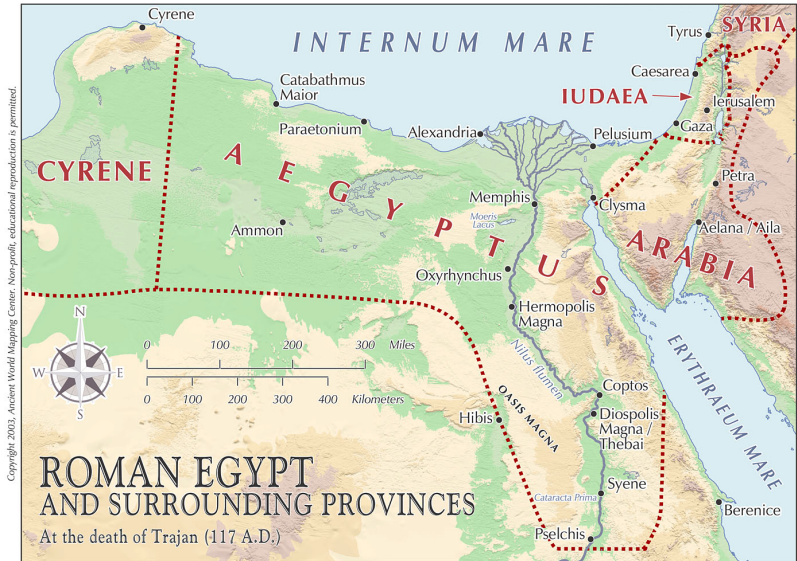 Cyrene
INTERNUM MARE
Tyrus
SYRIA
Catabathmus
Maior
Caesarea
IUDAEA
Ierusalem
Paraetonium
Alexandria
Pelusium
Gaza
CYRENE
AEGYPTUS
Petra
Memphis
Clysma
Moeris
Lacus
Ammon
Aelana / Aila
ARABIA
Oxyrhynchus
Hermopolis
Magna
N
W
E
S
0 100 200 300 Miles
0 100 200 300 400 Kilometers
Nilus flumen
ERYTHRAEUM MARE
Coptos
OASIS MAGNA
Hibis
Diospolis
Magna /
Thebai
ROMAN EGYPT
AND SURROUNDING PROVINCES
At the death of Trajan (117 A.D.)
Syene
Cataracta Prima
Berenice
Pselchis
Copyright 2003, Ancient World Mapping Center. Non-profit, educational reproduction is permitted.